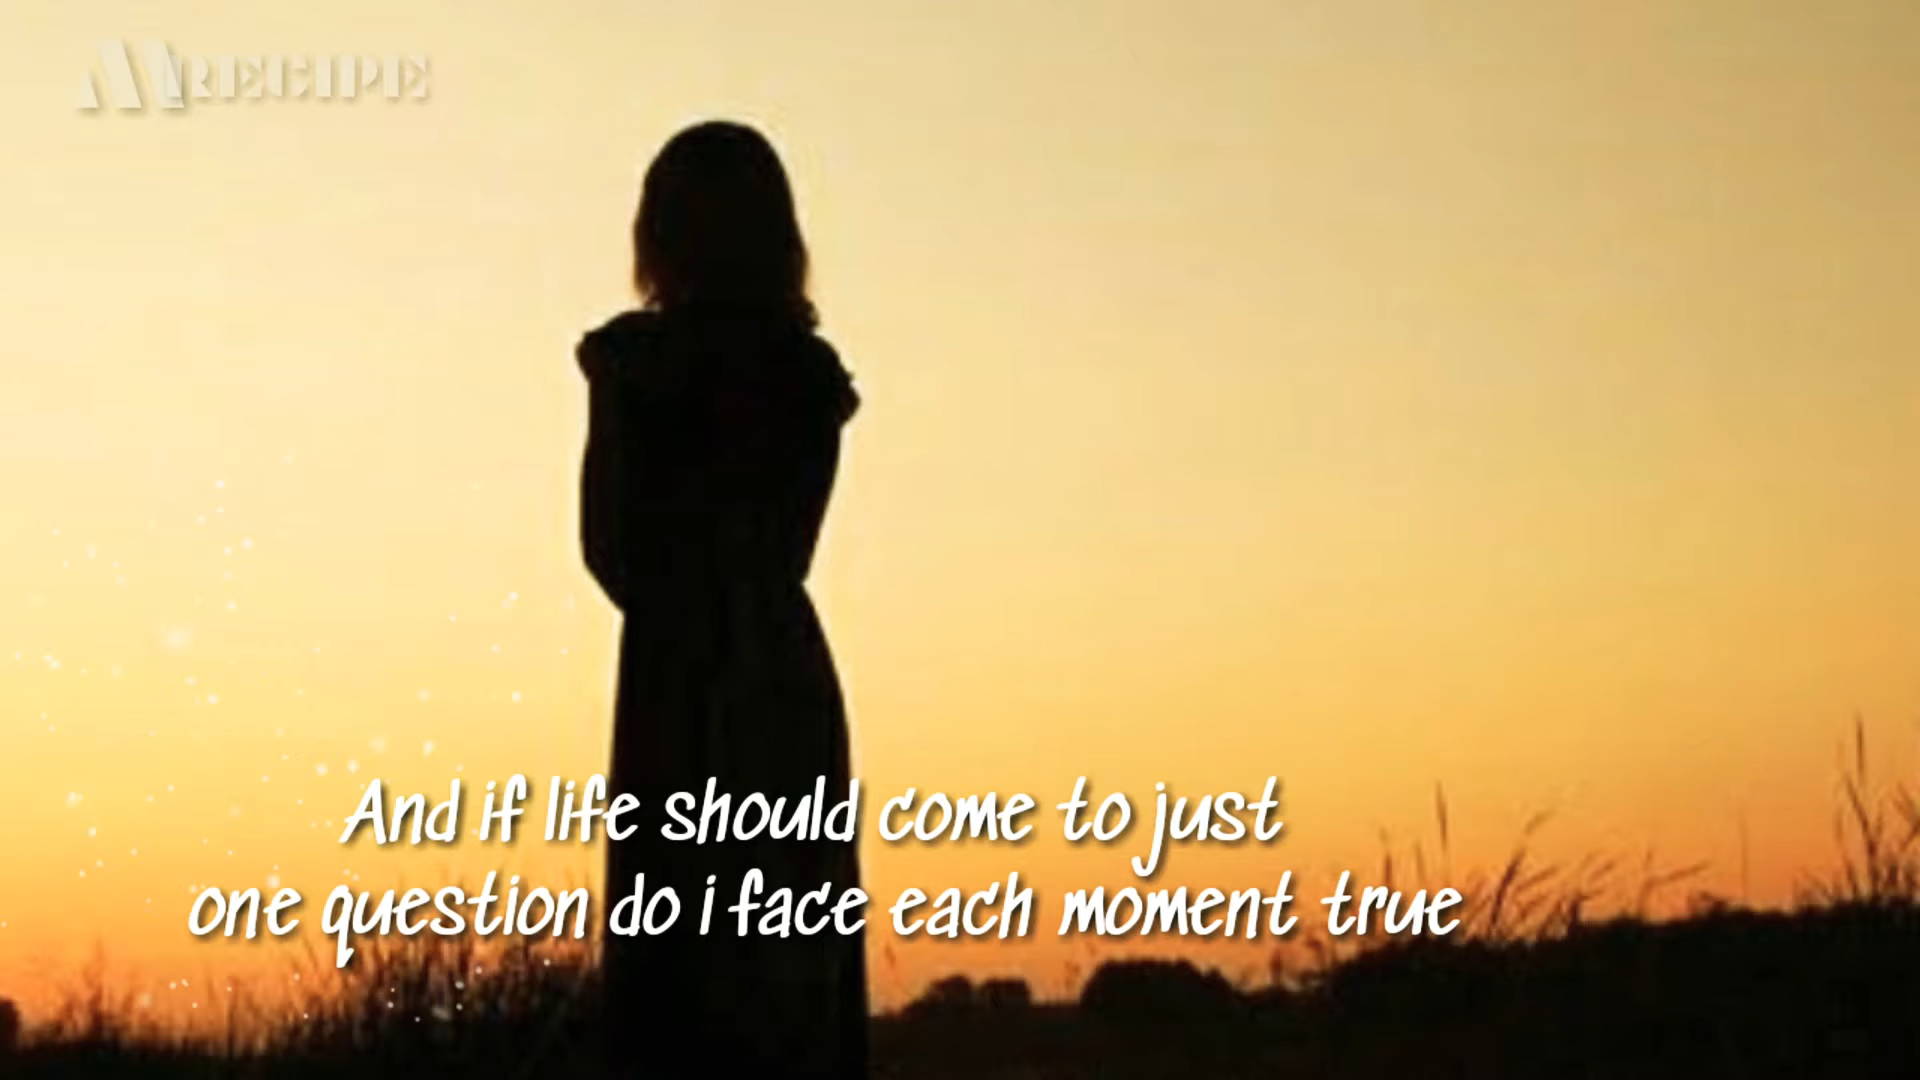 MRECIPE
And if life should come to just
one question do i face each moment true